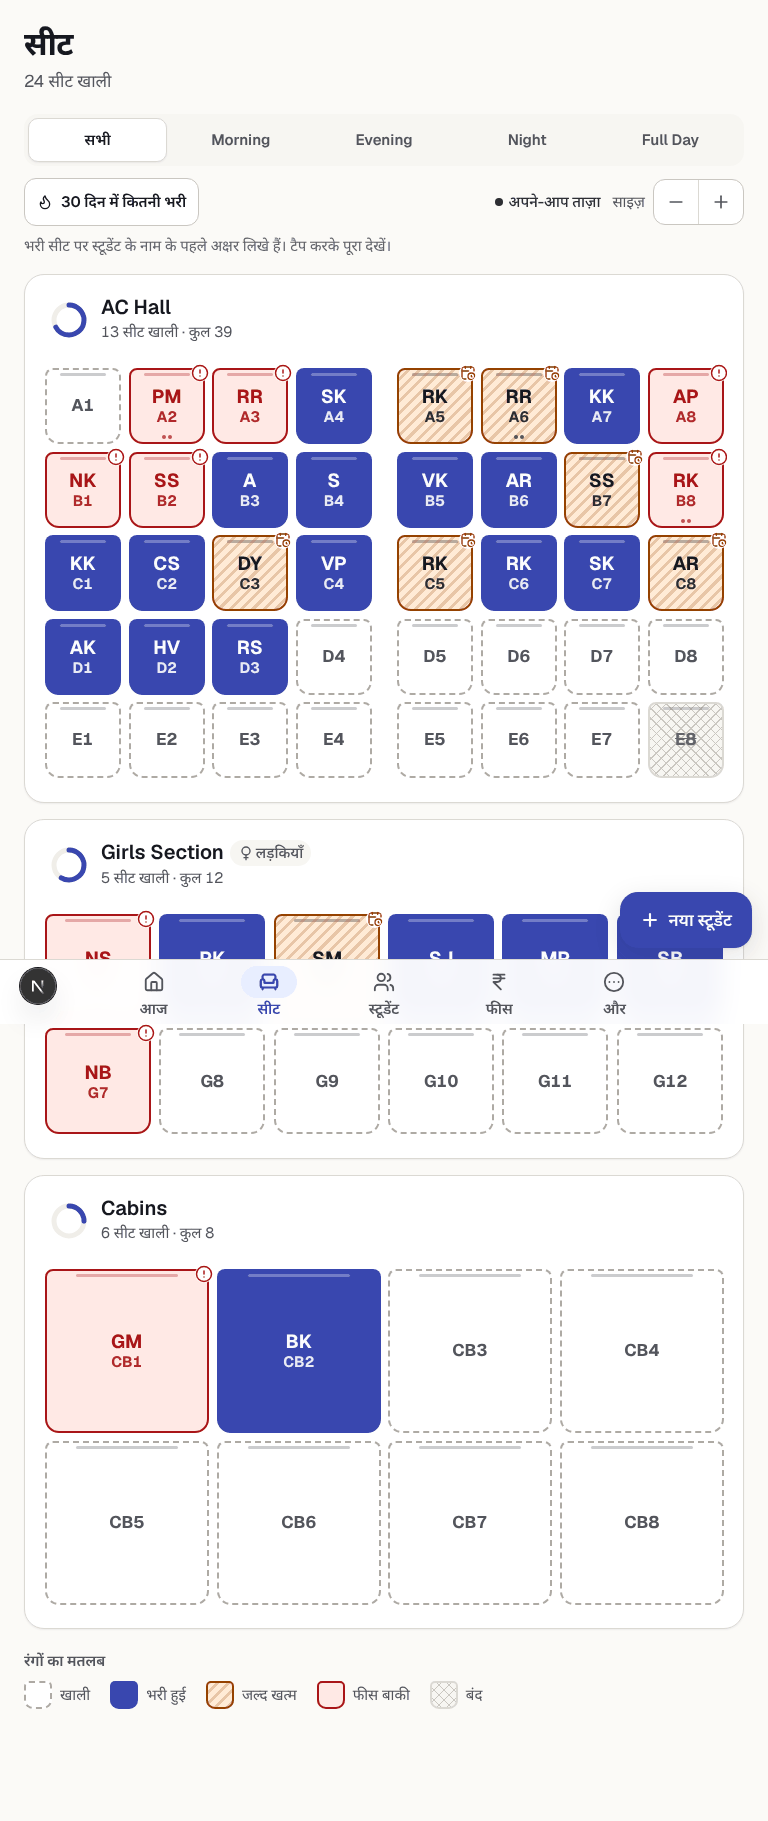 सीट
24 सीट खाली
सभी Morning Evening Night Full Day
30 दिन में कितनी भरी अपने-आप ताज़ा साइज़
भरी सीट पर स्टूडेंट के नाम के पहले अक्षर लिखे हैं। टैप करके पूरा देखें।
AC Hall
13 सीट खाली · कुल 39
A1 PM A2 RR A3 SK A4 RK A5 RR A6 KK A7 AP A8
NK B1 SS B2 A B3 S B4 VK B5 AR B6 SS B7 RK B8
KK C1 CS C2 DY C3 VP C4 RK C5 RK C6 SK C7 AR C8
AK D1 HV D2 RS D3 D4 D5 D6 D7 D8
E1 E2 E3 E4 E5 E6 E7 E8
Girls Section लड़कियाँ
5 सीट खाली · कुल 12
नया स्टूडेंट
NS SM
N आज सीट स्टूडेंट फीस और
NB G7 G8 G9 G10 G11 G12
Cabins
6 सीट खाली · कुल 8
GM CB1 BK CB2 CB3 CB4
CB5 CB6 CB7 CB8
रंगों का मतलब
खाली भरी हुई जल्द खत्म फीस बाकी बंद